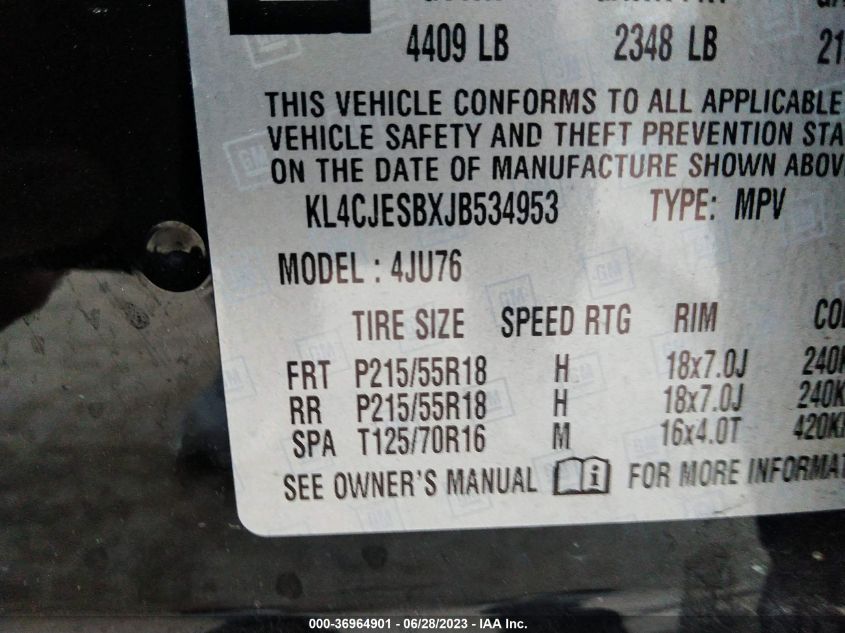 4409 LB 2348 LB
THIS VEHICLE CONFORMS TO ALL APPLICABLE
VEHICLE SAFETY AND THEFT PREVENTION STA
ON THE DATE OF MANUFACTURE SHOWN ABOV
KL4CJESBXJB534953 TYPE: MPV
MODEL : 4JU76
TIRE SIZE SPEED RTG RIM
FRT P215/55R18 H 18x7.0J 240K
RR P215/55R18 H 18x7.0J 240K
SPA T125/70R16 M 16x4.0T 420KP
SEE OWNER'S MANUAL FOR MORE INFORMAT
000-36964901 - 06/28/2023 - IAA Inc.